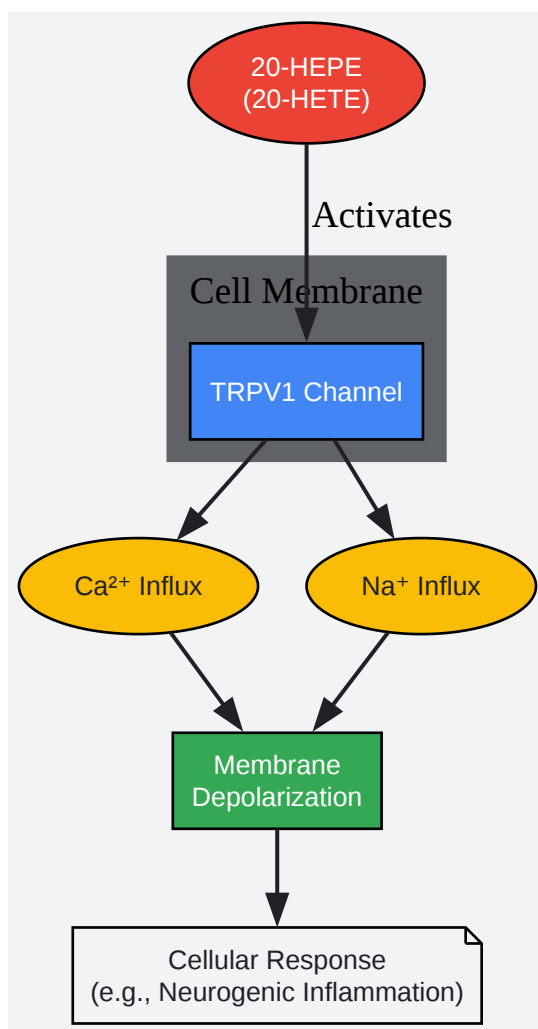 20-HEPE
(20-HETE)
Activates
Cell Membrane
TRPV1 Channel
Ca²⁺ Influx
Na⁺ Influx
Membrane
Depolarization
Cellular Response
(e.g., Neurogenic Inflammation)